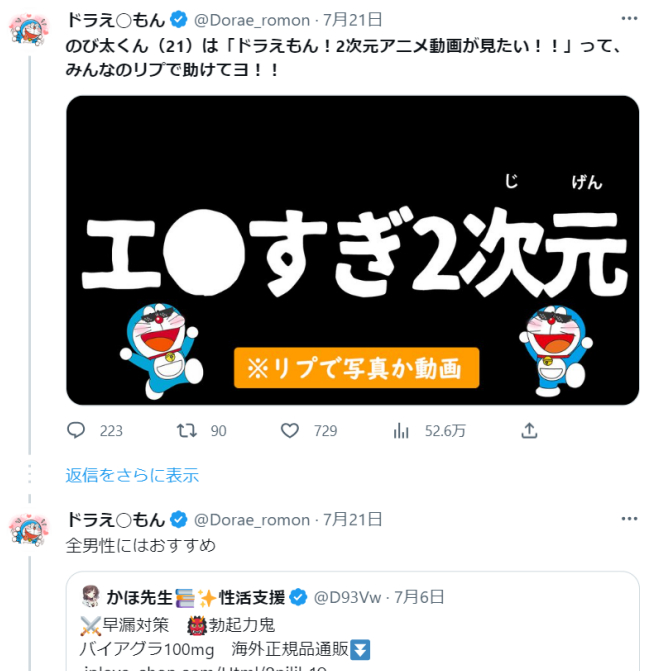 ドラえ○もん @Dorae_romon · 7月21日
のび太くん（21）は「ドラえもん！2次元アニメ動画が見たい！！」って、
みんなのリプで助けてヨ！！
じ げん
エ●すぎ2次元
※リプで写真か動画
223 90 729 52.6万
返信をさらに表示
ドラえ○もん @Dorae_romon · 7月21日
全男性にはおすすめ
かほ先生📚✨性活支援 @D93Vw · 7月6日
⚔️早漏対策 👹勃起力鬼
バイアグラ100mg 海外正規品通販⏬